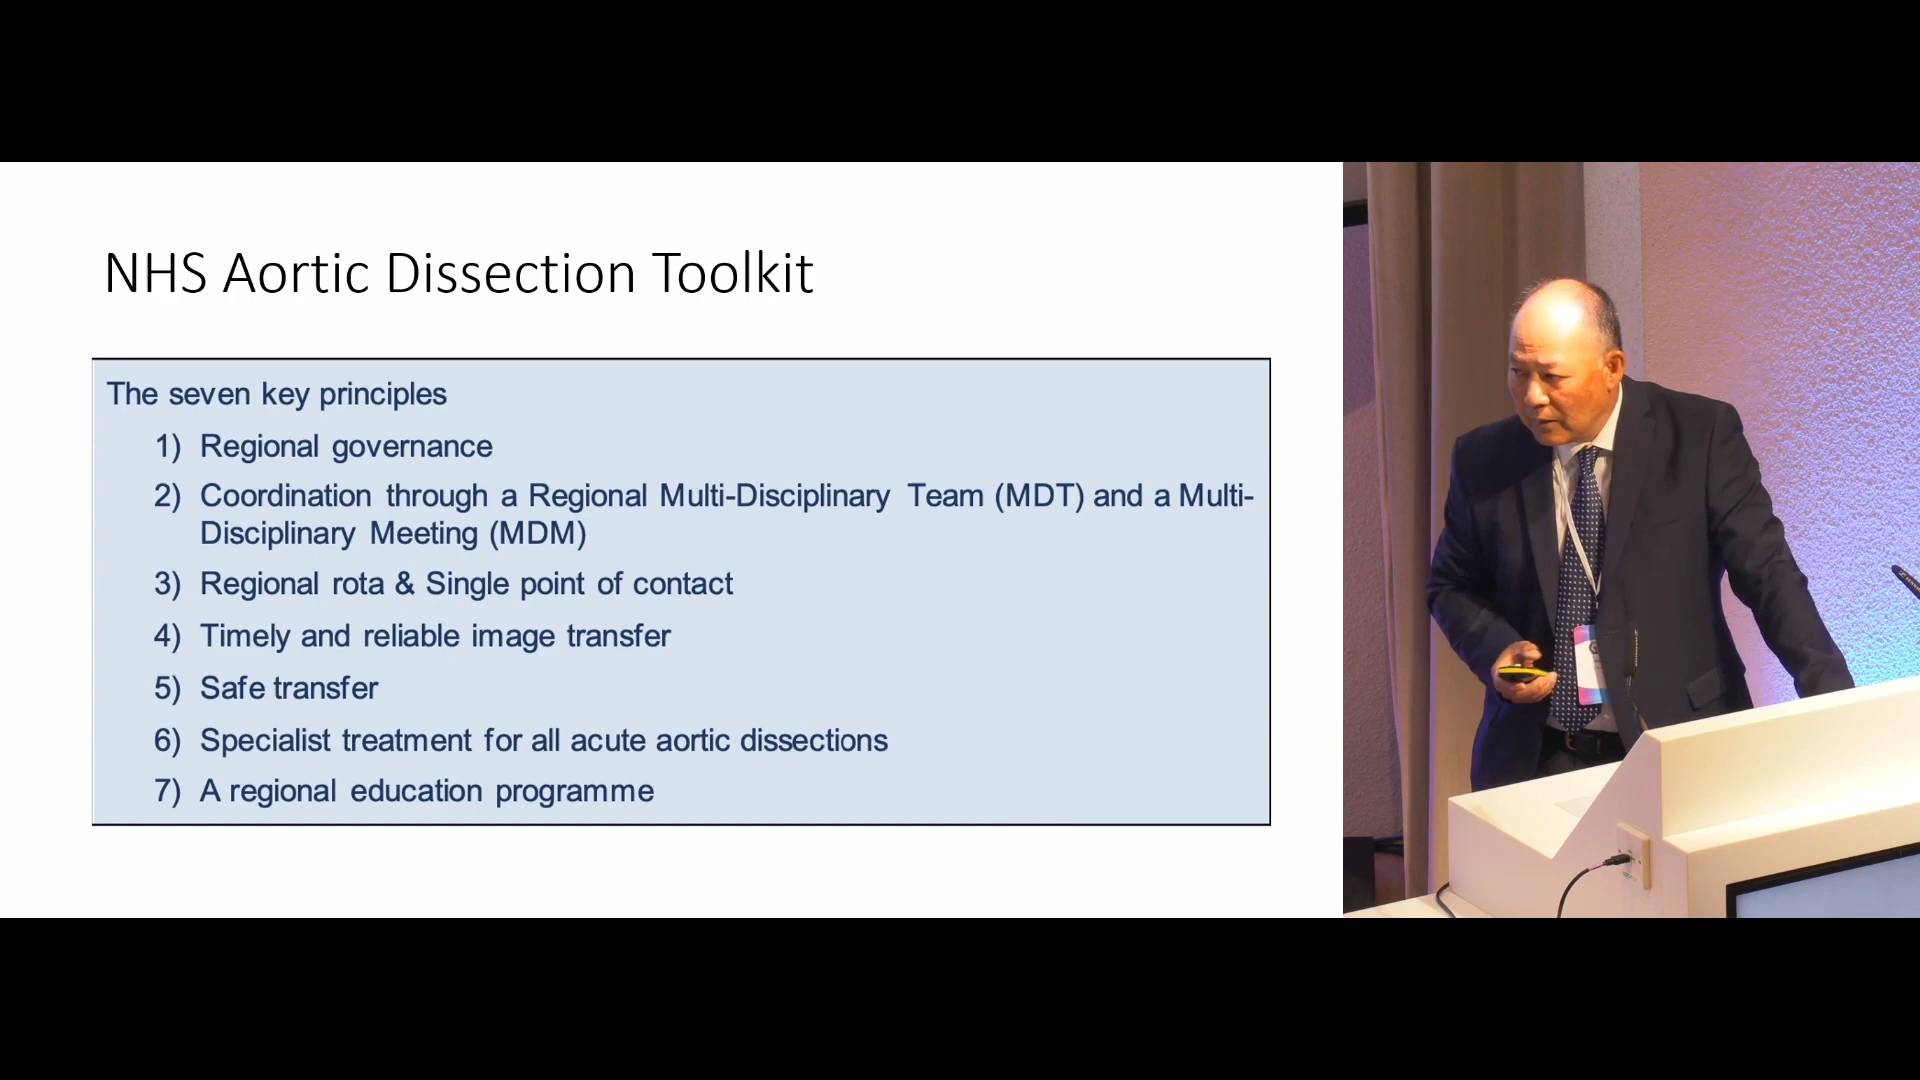 NHS Aortic Dissection Toolkit
The seven key principles
1) Regional governance
2) Coordination through a Regional Multi-Disciplinary Team (MDT) and a Multi-
Disciplinary Meeting (MDM)
3) Regional rota & Single point of contact
4) Timely and reliable image transfer
5) Safe transfer
6) Specialist treatment for all acute aortic dissections
7) A regional education programme